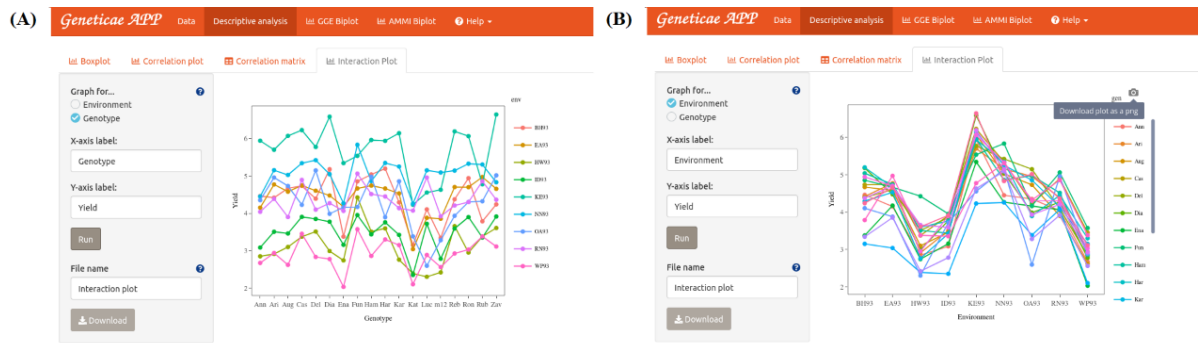 (A)
Geneticae APP Data Descriptive analysis GGE Biplot AMMI Biplot Help
Boxplot Correlation plot Correlation matrix Interaction Plot
Graph for...
Environment
Genotype
X-axis label:
Genotype
Y-axis label:
Yield
Run
File name
Interaction plot
Download
env
BH93
EA93
HW93
ID93
KE93
NN93
OA93
RN93
WP93
Yield
6
5
4
3
2
Ann Ari Aug Cas Del Dia Ena Fun Ham Har Kar Kat Luc m12 Reb Ron Rub Zav
Genotype
(B)
Geneticae APP Data Descriptive analysis GGE Biplot AMMI Biplot Help
Boxplot Correlation plot Correlation matrix Interaction Plot
Graph for...
Environment
Genotype
X-axis label:
Environment
Y-axis label:
Yield
Run
File name
Interaction plot
Download
gen
Download plot as a png
Ann
Ari
Aug
Cas
Del
Dia
Ena
Fun
Ham
Har
Kar
Yield
6
5
4
3
2
BH93 EA93 HW93 ID93 KE93 NN93 OA93 RN93 WP93
Environment